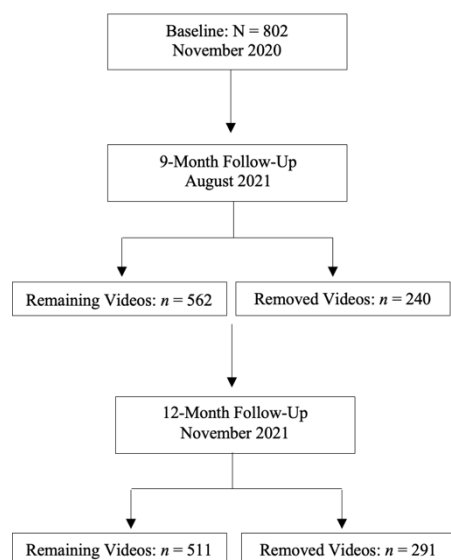 Baseline: N = 802
November 2020
9-Month Follow-Up
August 2021
Remaining Videos: n = 562
Removed Videos: n = 240
12-Month Follow-Up
November 2021
Remaining Videos: n = 511
Removed Videos: n = 291